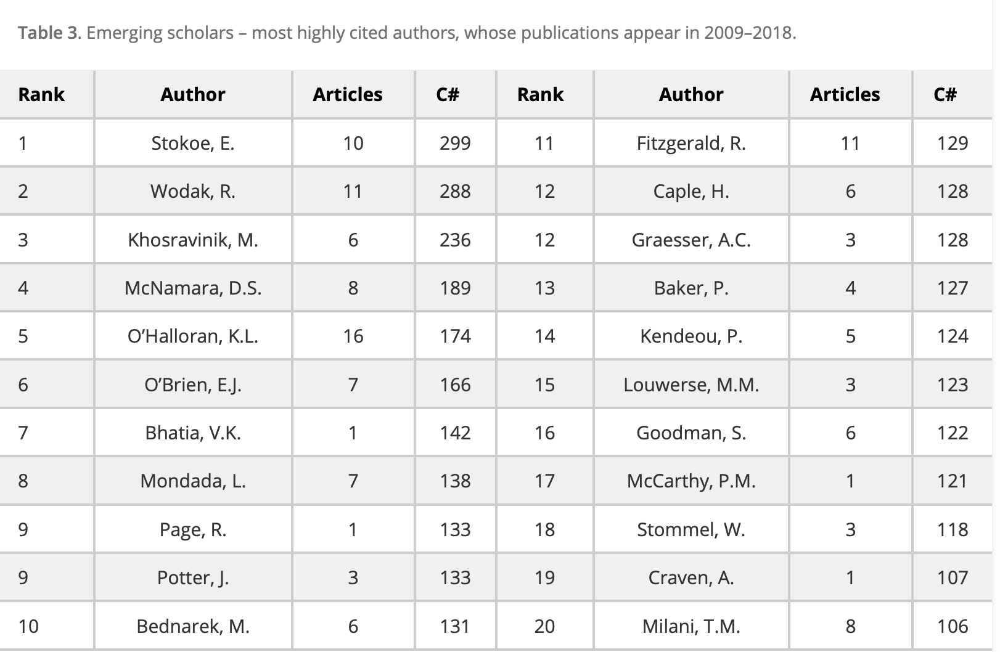 Table 3. Emerging scholars – most highly cited authors, whose publications appear in 2009–2018.
Rank Author Articles C# Rank Author Articles C#
1 Stokoe, E. 10 299 11 Fitzgerald, R. 11 129
2 Wodak, R. 11 288 12 Caple, H. 6 128
3 Khosravinik, M. 6 236 12 Graesser, A.C. 3 128
4 McNamara, D.S. 8 189 13 Baker, P. 4 127
5 O’Halloran, K.L. 16 174 14 Kendeou, P. 5 124
6 O’Brien, E.J. 7 166 15 Louwerse, M.M. 3 123
7 Bhatia, V.K. 1 142 16 Goodman, S. 6 122
8 Mondada, L. 7 138 17 McCarthy, P.M. 1 121
9 Page, R. 1 133 18 Stommel, W. 3 118
9 Potter, J. 3 133 19 Craven, A. 1 107
10 Bednarek, M. 6 131 20 Milani, T.M. 8 106